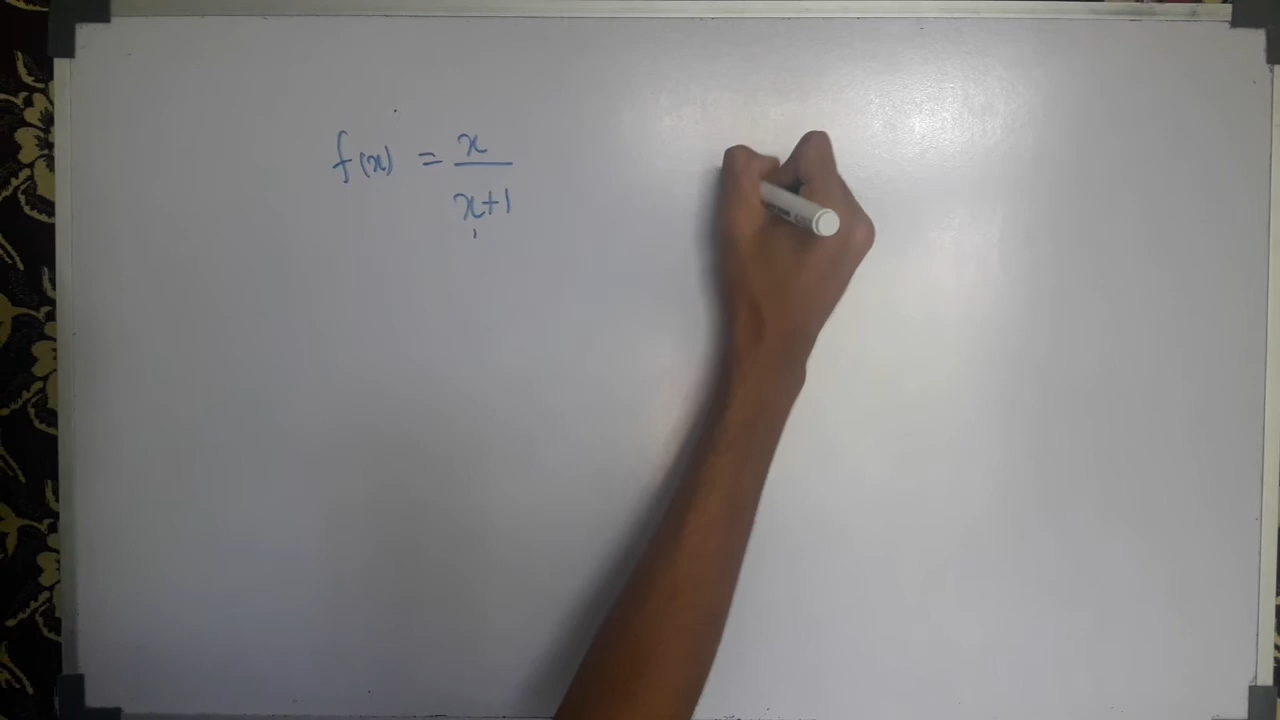 f(x) = x/(x+1)